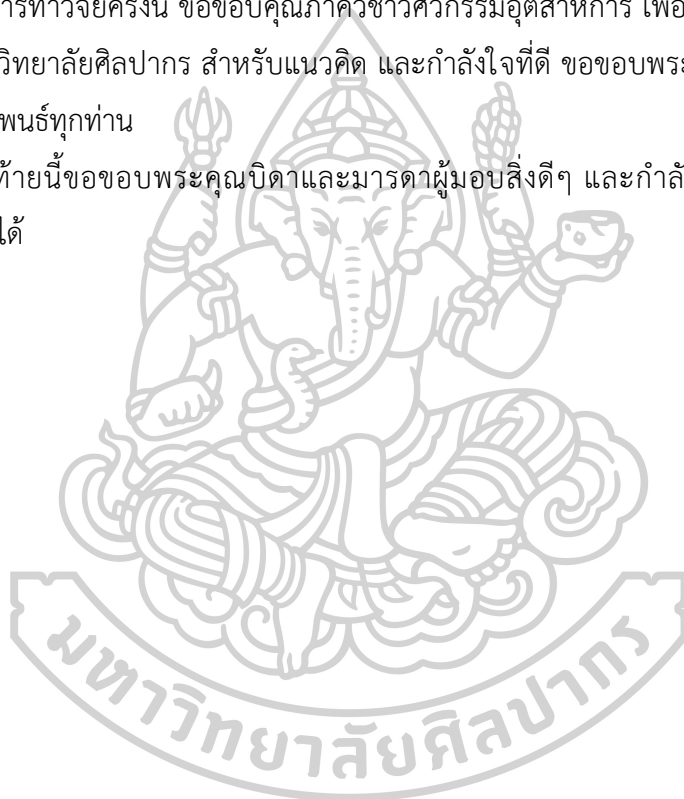 ารทำวิจัยครั้งนี้ ขอขอบคุณภาควิชาวิศวกรรมอุตสาหการ เพื่อ
วิทยาลัยศิลปากร สำหรับแนวคิด และกำลังใจที่ดี ขอขอบพระ
พนธ์ทุกท่าน
ท้ายนี้ขอขอบพระคุณบิดาและมารดาผู้มอบสิ่งดีๆ และกำลั
ได้
มหาวิทยาลัยศิลปากร